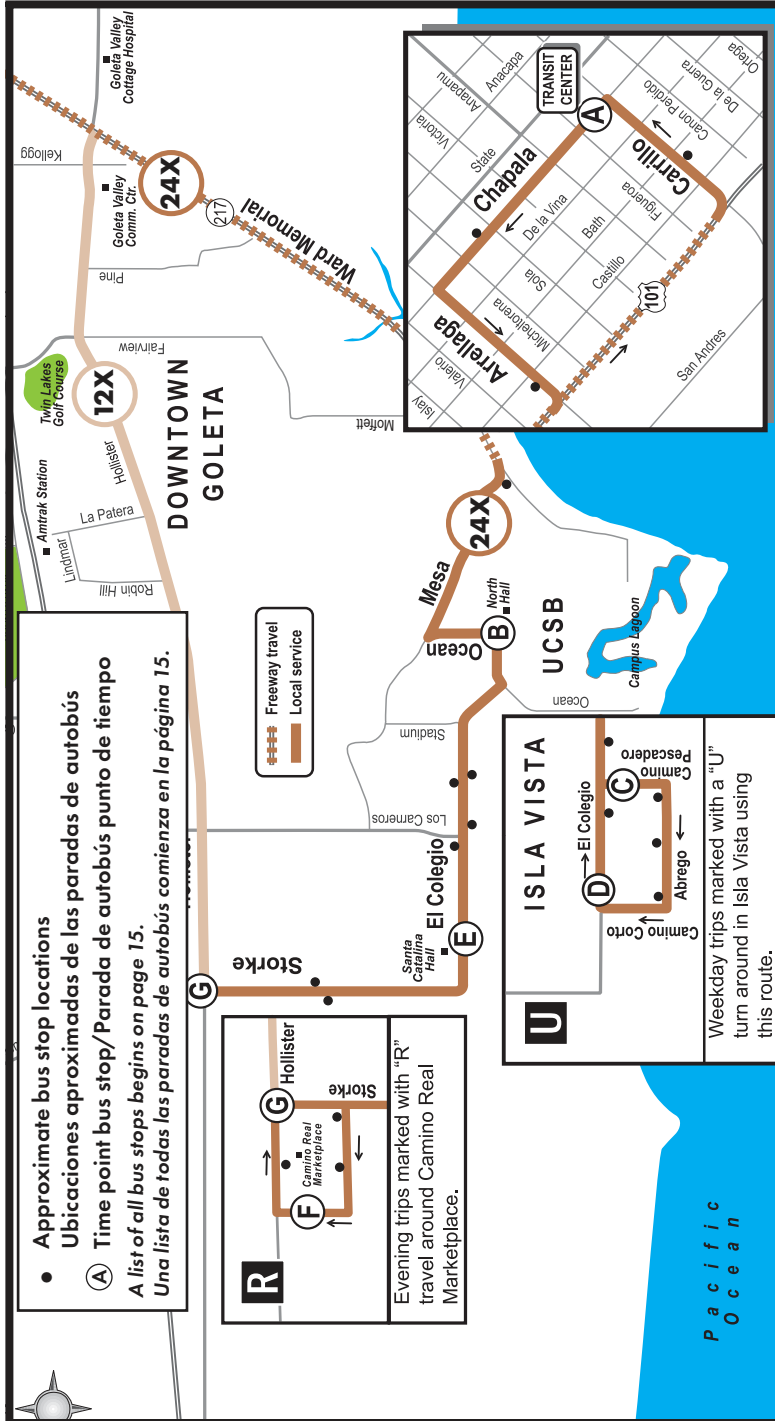 Approximate bus stop locations
Ubicaciones aproximadas de las paradas de autobús
A Time point bus stop/Parada de autobús punto de tiempo
A list of all bus stops begins on page 15.
Una lista de todas las paradas de autobús comienza en la página 15.
Amtrak Station
Lindmar
La Patera
Robin Hill
Hollister
Twin Lakes
Golf Course
12X
Fairview
Pine
Goleta Valley
Comm. Ctr.
Kellogg
Goleta Valley
Cottage Hospital
24X
217
Ward Memorial
DOWNTOWN
GOLETA
Moffett
Freeway travel
Local service
G
Storke
Santa
Catalina
Hall
E
El Colegio
Los Carneros
Stadium
Ocean
Mesa
24X
B
North
Hall
UCSB
Ocean
Campus Lagoon
R
G
Hollister
Storke
Camino Real
Marketplace
F
Evening trips marked with "R"
travel around Camino Real
Marketplace.
U
ISLA VISTA
D
El Colegio
C
Camino
Pescadero
Abrego
Camino Corto
Weekday trips marked with a "U"
turn around in Isla Vista using
this route.
TRANSIT
CENTER
A
Chapala
Carrillo
Arrellaga
Anacapa
State
Anapamu
Victoria
De la Vina
Bath
Castillo
Sola
Figueroa
Micheltorena
Valerio
Islay
Canon Perdido
De la Guerra
Ortega
101
San Andres
Pacific
Ocean